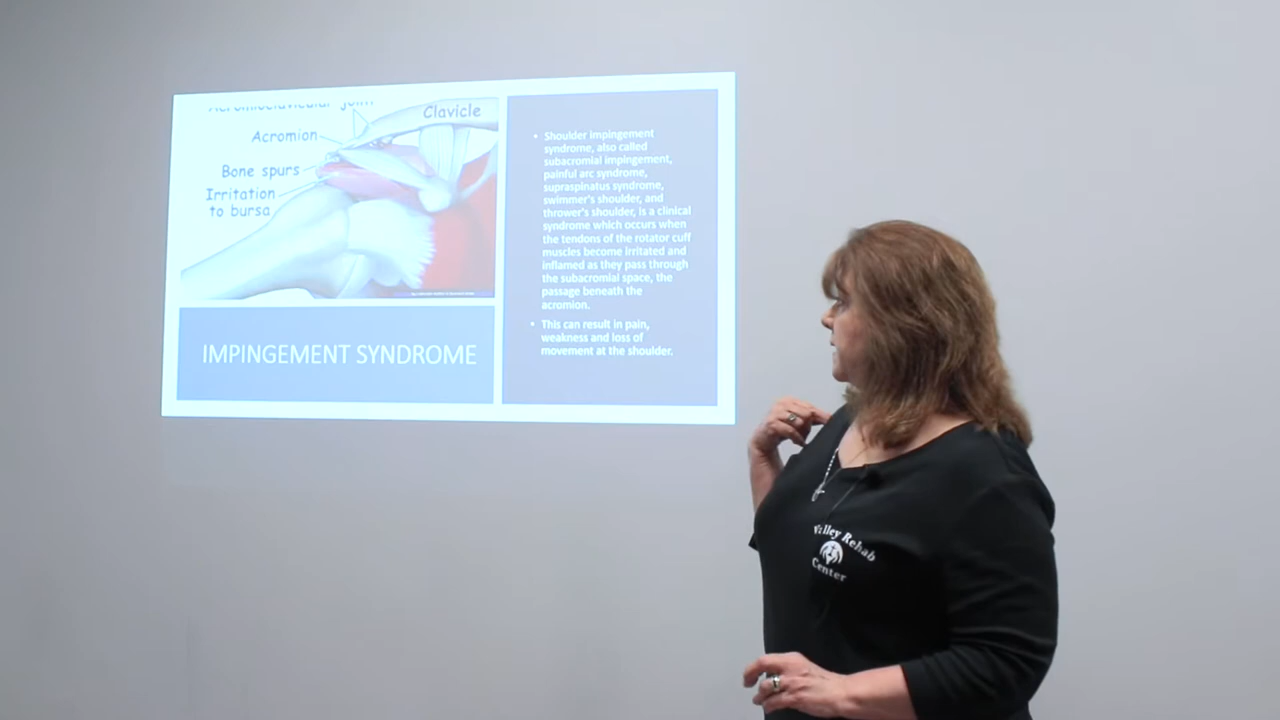 Acromioclavicular joint
Clavicle
Acromion
Bone spurs
Irritation
to bursa
IMPINGEMENT SYNDROME
• Shoulder impingement
syndrome, also called
subacromial impingement,
painful arc syndrome,
supraspinatus syndrome,
swimmer's shoulder, and
thrower's shoulder, is a clinical
syndrome which occurs when
the tendons of the rotator cuff
muscles become irritated and
inflamed as they pass through
the subacromial space, the
passage beneath the
acromion.
• This can result in pain,
weakness and loss of
movement at the shoulder.
Valley Rehab
Center